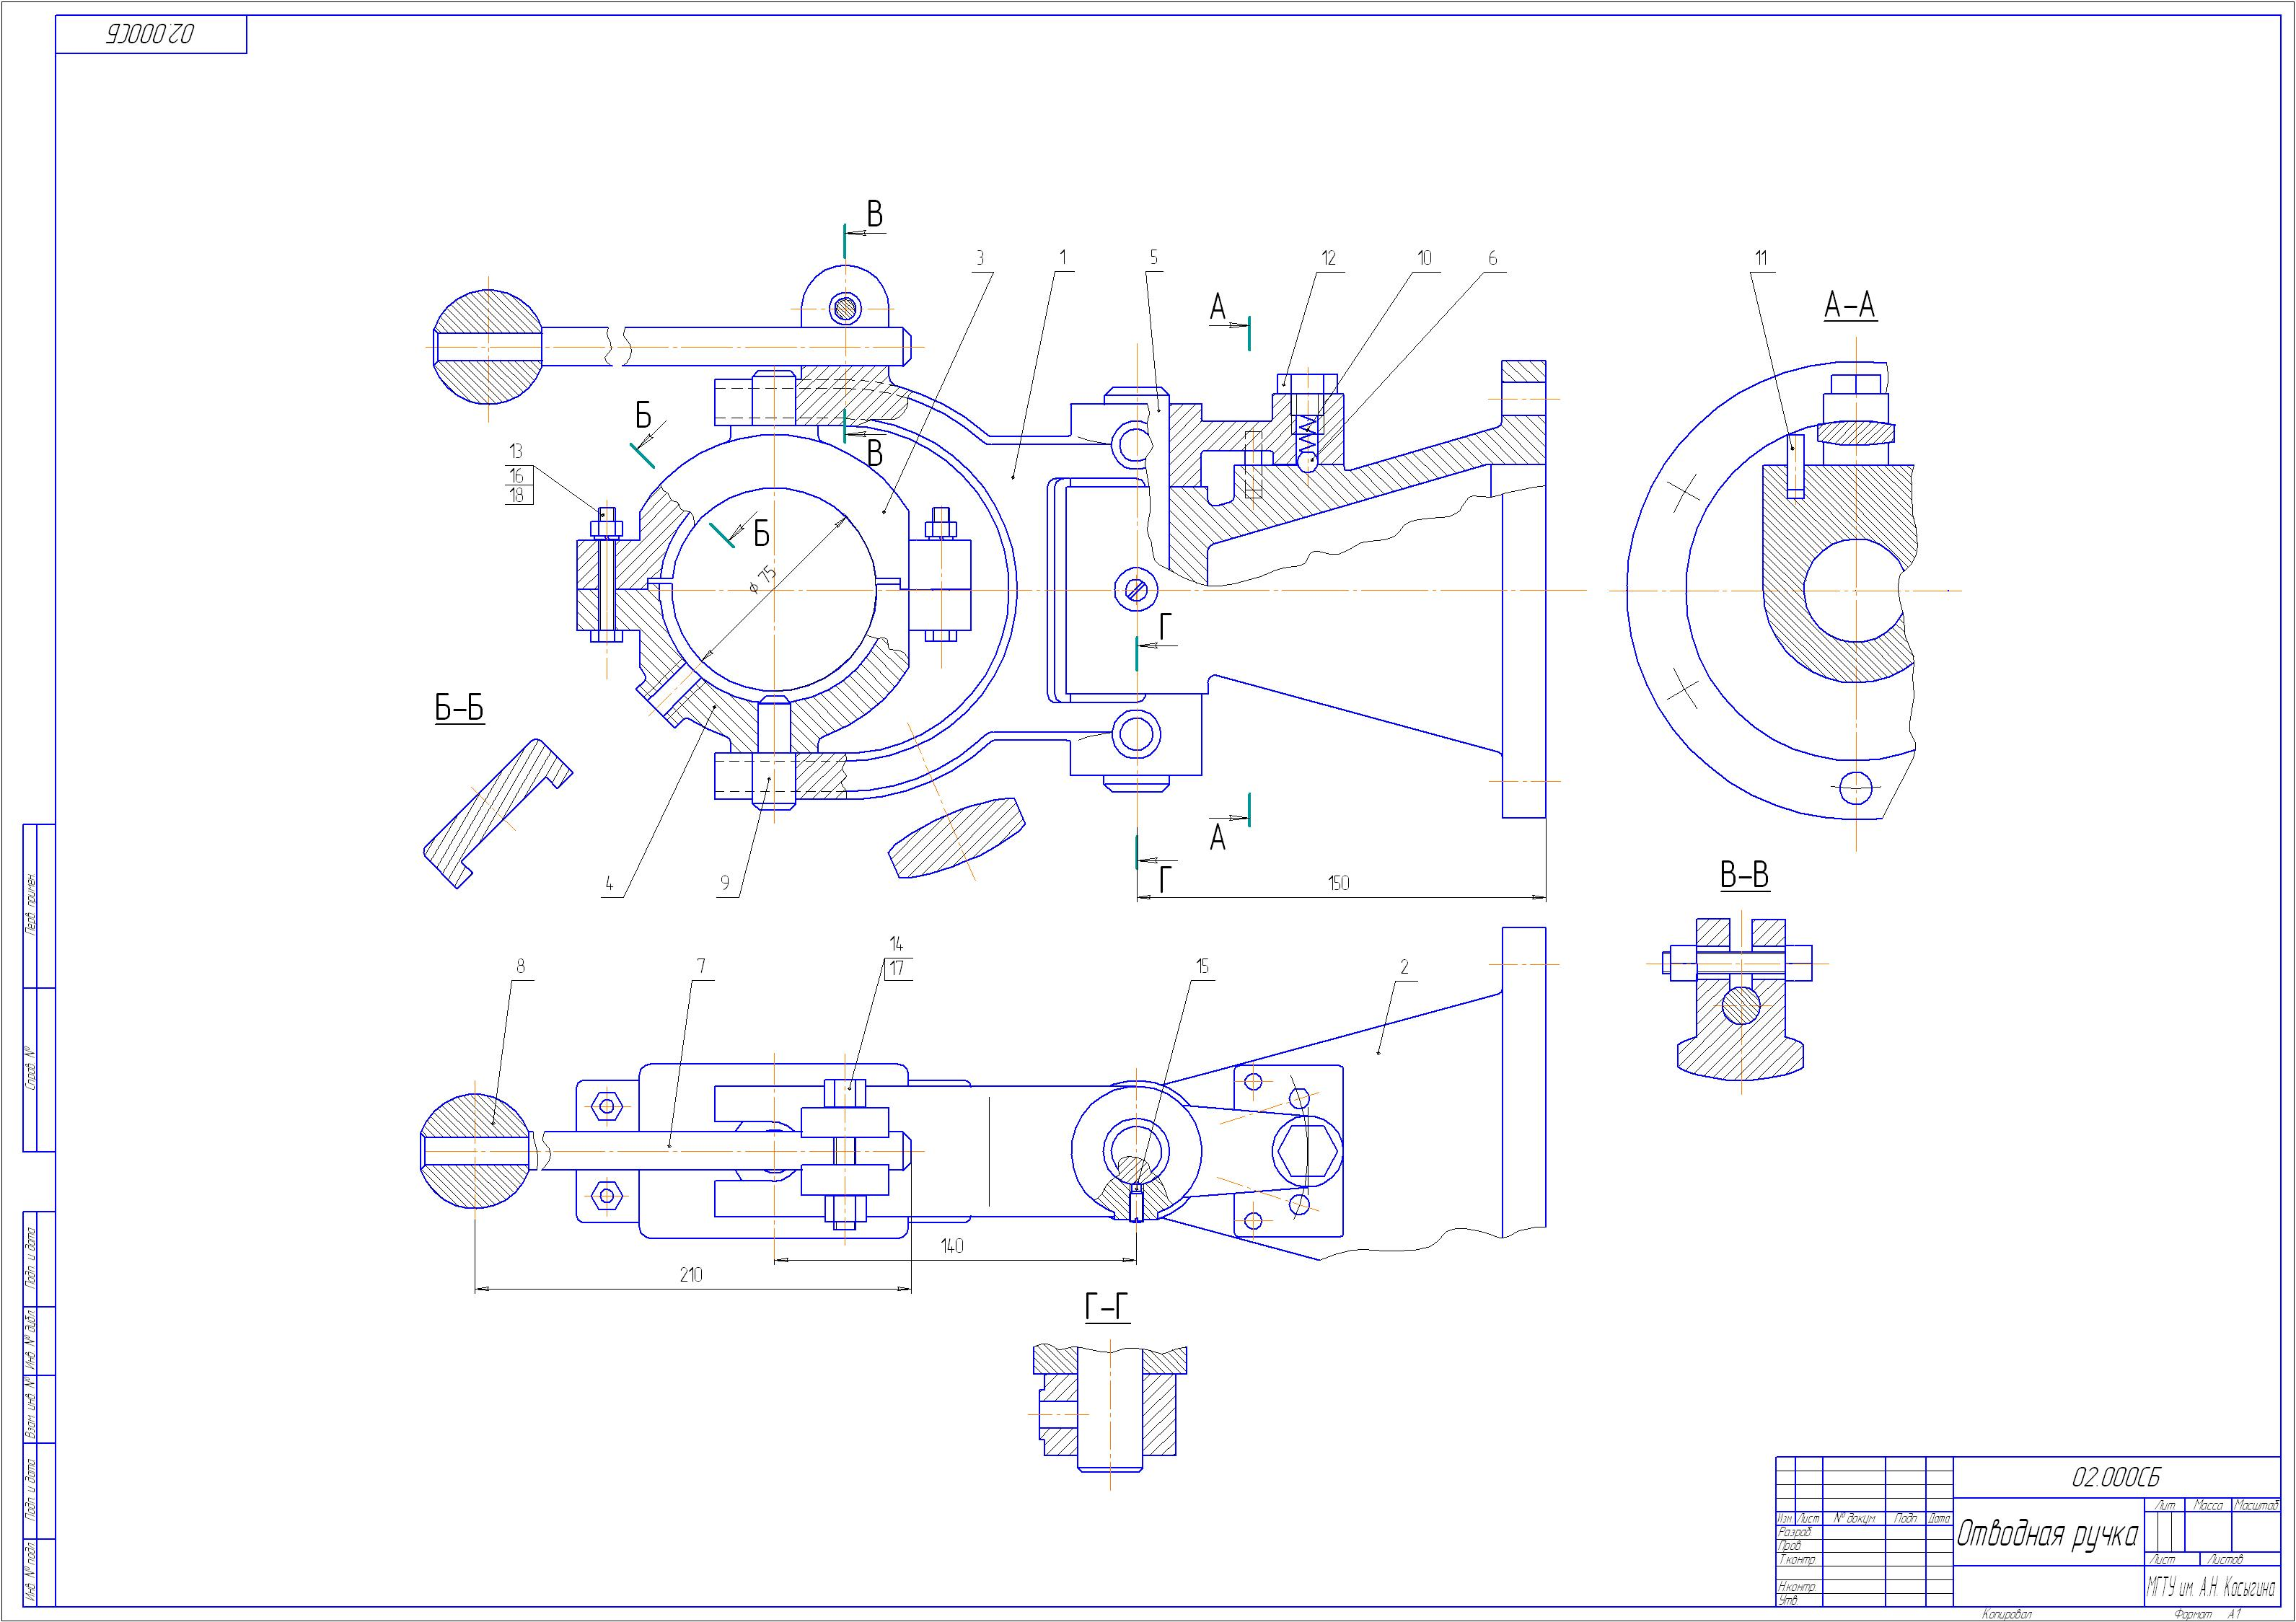 02.000СБ
В
3
1
5
12
10
6
11
А
А-А
Б
13
16
18
В
Б
⌀ 75
Г
Б-Б
А
4
9
Г
150
В-В
8
7
14
17
15
2
140
210
Г-Г
Перв. примен.
Справ. №
Подп. и дата
Инв. № дубл.
Взам. инв. №
Подп. и дата
Инв. № подл.
02.000СБ
Лит.
Масса
Масштаб
Изм.
Лист
№ докум.
Подп.
Дата
Разраб.
Пров.
Т.контр.
Отводная ручка
Лист
Листов
Н.контр.
Утв.
МГТУ им. А.Н. Косыгина
Копировал
Формат А1